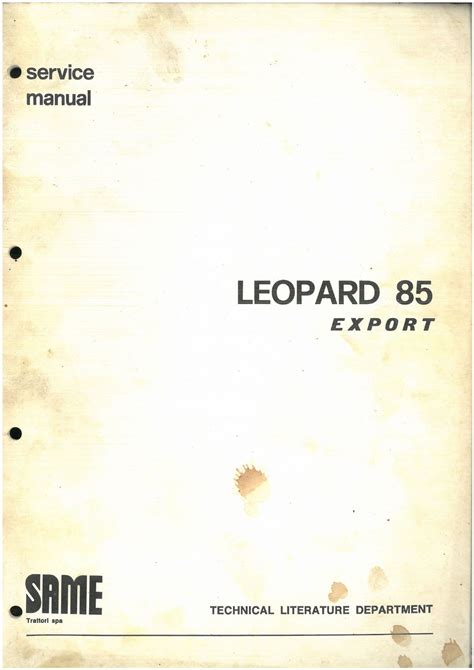 service
manual
LEOPARD 85
EXPORT
SAME
Trattori spa
TECHNICAL LITERATURE DEPARTMENT